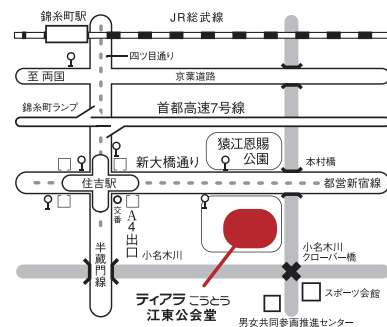 錦糸町駅
JR総武線
四ツ目通り
至 両国
京葉道路
錦糸町ランプ
首都高速7号線
猿江恩賜
公園
新大橋通り
本村橋
住吉駅
都営新宿線
交番
A4出口
半蔵門線
小名木川
小名木川
クローバー橋
ティアラこうとう
江東公会堂
スポーツ会館
男女共同参画推進センター